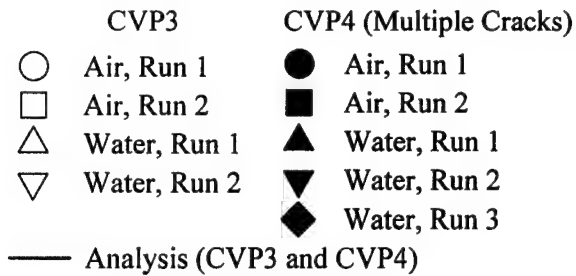 CVP3 CVP4 (Multiple Cracks)
Air, Run 1 Air, Run 1
Air, Run 2 Air, Run 2
Water, Run 1 Water, Run 1
Water, Run 2 Water, Run 2
Water, Run 3
Analysis (CVP3 and CVP4)